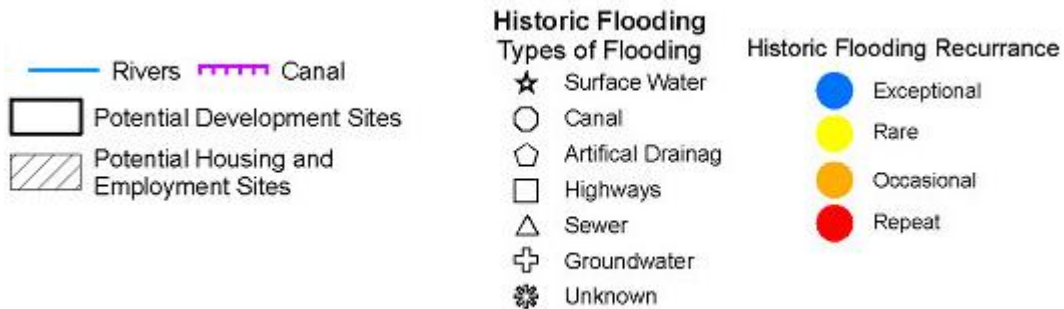 Rivers
Canal
Potential Development Sites
Potential Housing and
Employment Sites
Historic Flooding
Types of Flooding
Surface Water
Canal
Artifical Drainag
Highways
Sewer
Groundwater
Unknown
Historic Flooding Recurrance
Exceptional
Rare
Occasional
Repeat